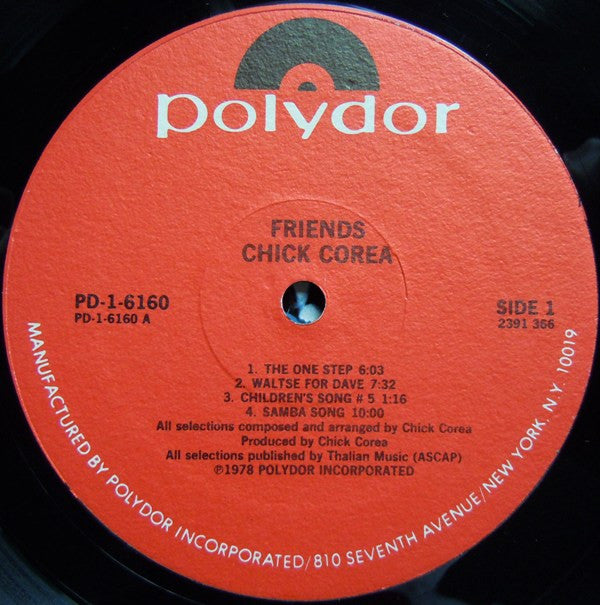 polydor
FRIENDS
CHICK COREA
PD-1-6160
PD-1-6160 A
SIDE 1
2391 366
1. THE ONE STEP 6:03
2. WALTSE FOR DAVE 7:32
3. CHILDREN'S SONG # 5 1:16
4. SAMBA SONG 10:00
All selections composed and arranged by Chick Corea
Produced by Chick Corea
All selections published by Thalian Music (ASCAP)
℗1978 POLYDOR INCORPORATED
MANUFACTURED BY POLYDOR INCORPORATED/810 SEVENTH AVENUE/NEW YORK. N.Y. 10019